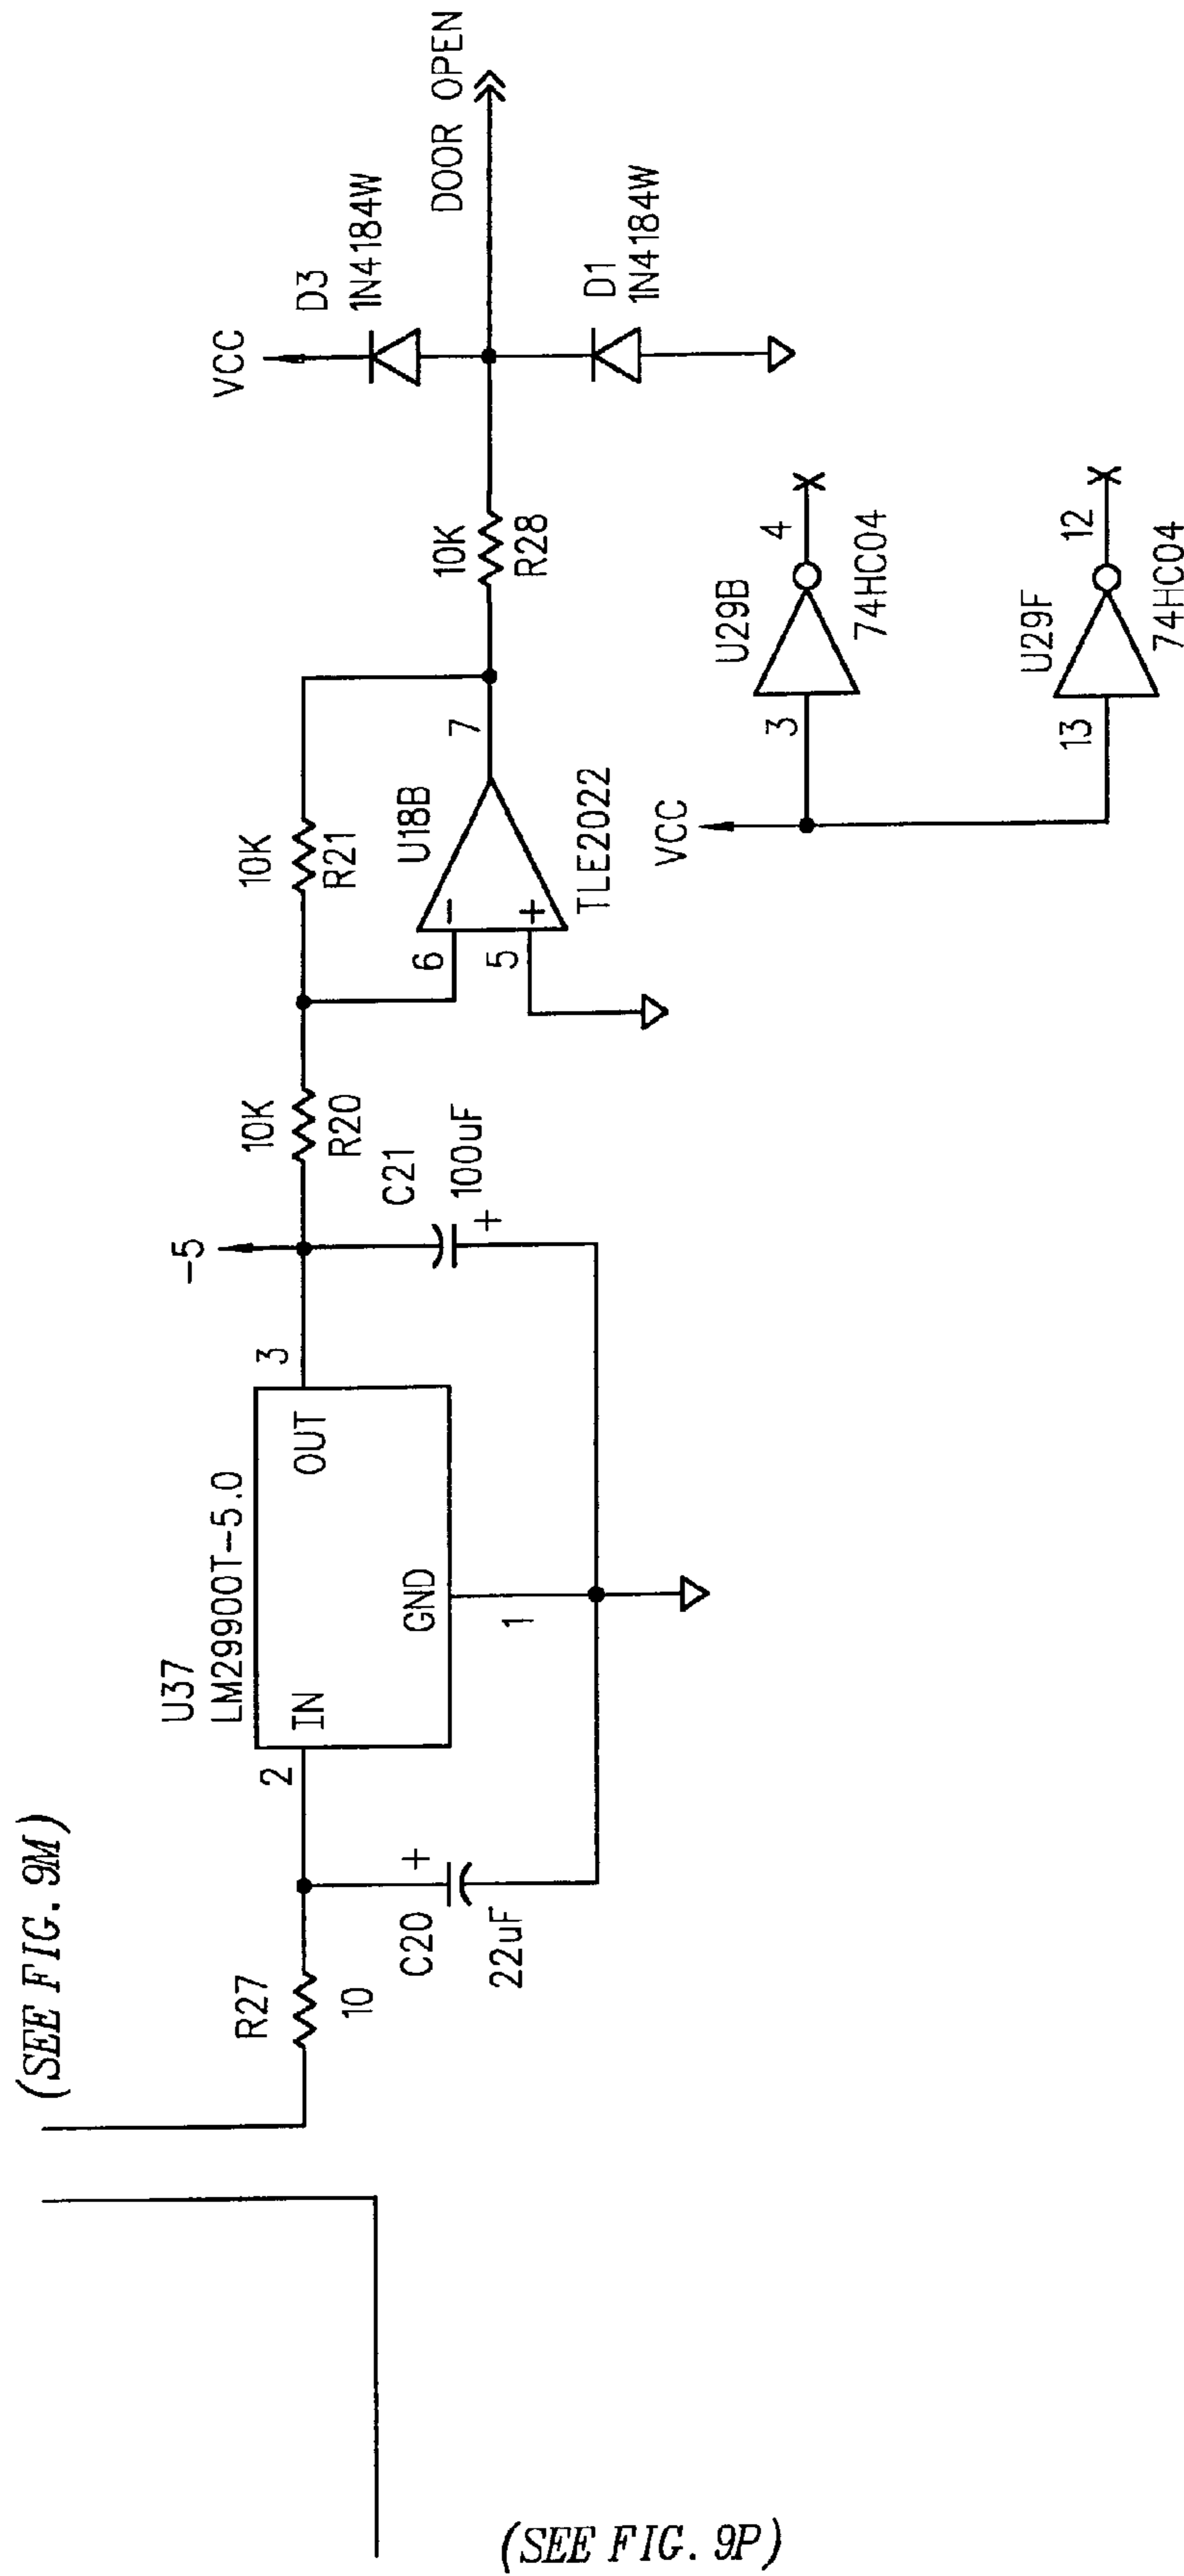 (SEE FIG. 9M)
(SEE FIG. 9P)
R27
10
C20
+
22uF
U37
LM2990OT-5.0
2
IN
OUT
3
GND
1
-5
C21
100uF
+
10K
R20
10K
R21
6
-
5
+
U18B
7
TLE2022
10K
R28
VCC
D3
1N4184W
DOOR OPEN
D1
1N4184W
VCC
3
U29B
4
74HC04
13
U29F
12
74HC04